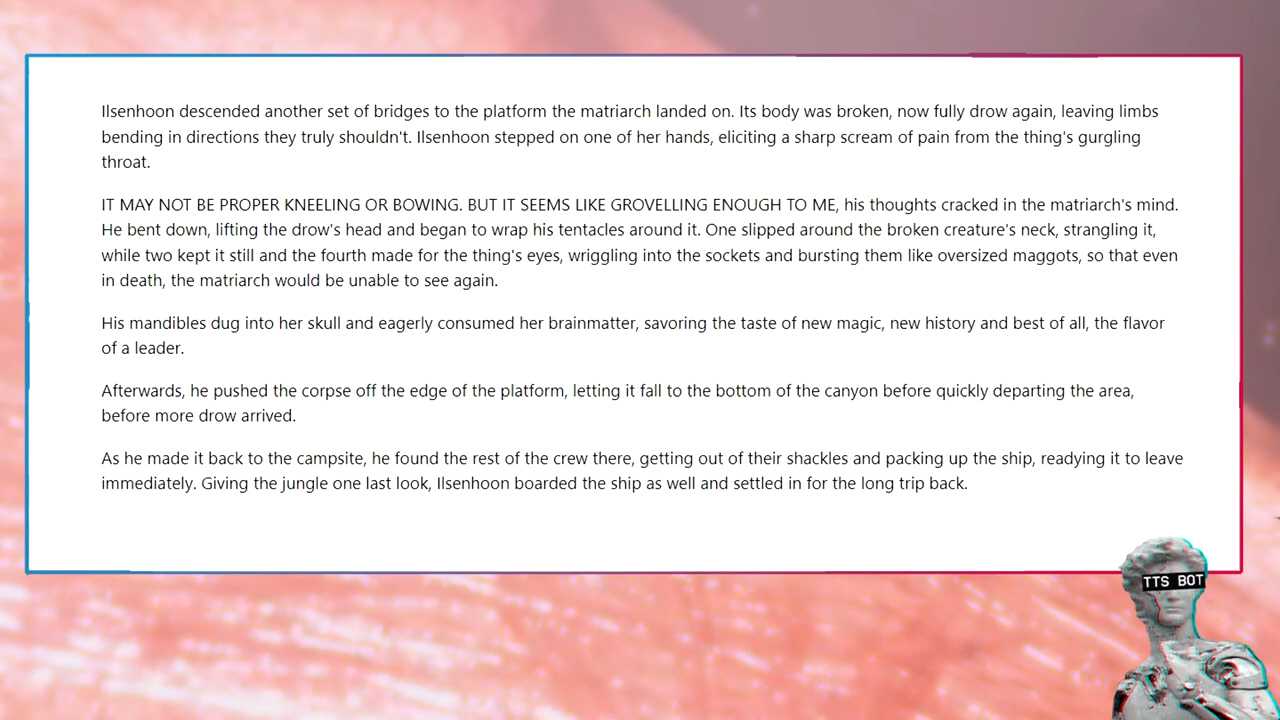 Ilsenhoon descended another set of bridges to the platform the matriarch landed on. Its body was broken, now fully drow again, leaving limbs
bending in directions they truly shouldn't. Ilsenhoon stepped on one of her hands, eliciting a sharp scream of pain from the thing's gurgling
throat.
IT MAY NOT BE PROPER KNEELING OR BOWING. BUT IT SEEMS LIKE GROVELLING ENOUGH TO ME, his thoughts cracked in the matriarch's mind.
He bent down, lifting the drow's head and began to wrap his tentacles around it. One slipped around the broken creature's neck, strangling it,
while two kept it still and the fourth made for the thing's eyes, wriggling into the sockets and bursting them like oversized maggots, so that even
in death, the matriarch would be unable to see again.
His mandibles dug into her skull and eagerly consumed her brainmatter, savoring the taste of new magic, new history and best of all, the flavor
of a leader.
Afterwards, he pushed the corpse off the edge of the platform, letting it fall to the bottom of the canyon before quickly departing the area,
before more drow arrived.
As he made it back to the campsite, he found the rest of the crew there, getting out of their shackles and packing up the ship, readying it to leave
immediately. Giving the jungle one last look, Ilsenhoon boarded the ship as well and settled in for the long trip back.
TTS BOT